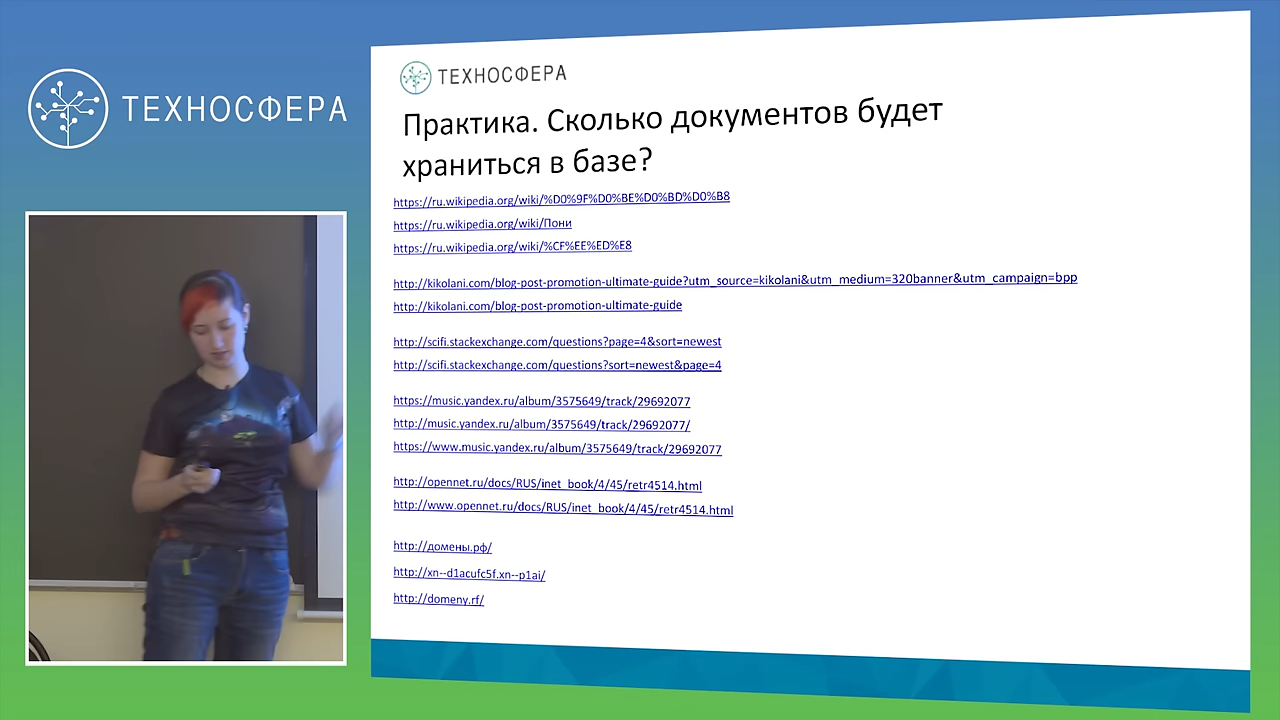 ТЕХНОСФЕРА
ТЕХНОСФЕРА
Практика. Сколько документов будет
храниться в базе?
https://ru.wikipedia.org/wiki/%D0%9F%D0%BE%D0%BD%D0%B8
https://ru.wikipedia.org/wiki/Пони
https://ru.wikipedia.org/wiki/%CF%EE%ED%E8
http://kikolani.com/blog-post-promotion-ultimate-guide?utm_source=kikolani&utm_medium=320banner&utm_campaign=bpp
http://kikolani.com/blog-post-promotion-ultimate-guide
http://scifi.stackexchange.com/questions?page=4&sort=newest
http://scifi.stackexchange.com/questions?sort=newest&page=4
https://music.yandex.ru/album/3575649/track/29692077
http://music.yandex.ru/album/3575649/track/29692077/
https://www.music.yandex.ru/album/3575649/track/29692077
http://opennet.ru/docs/RUS/inet_book/4/45/retr4514.html
http://www.opennet.ru/docs/RUS/inet_book/4/45/retr4514.html
http://домены.рф/
http://xn--d1acufc5f.xn--p1ai/
http://domeny.rf/